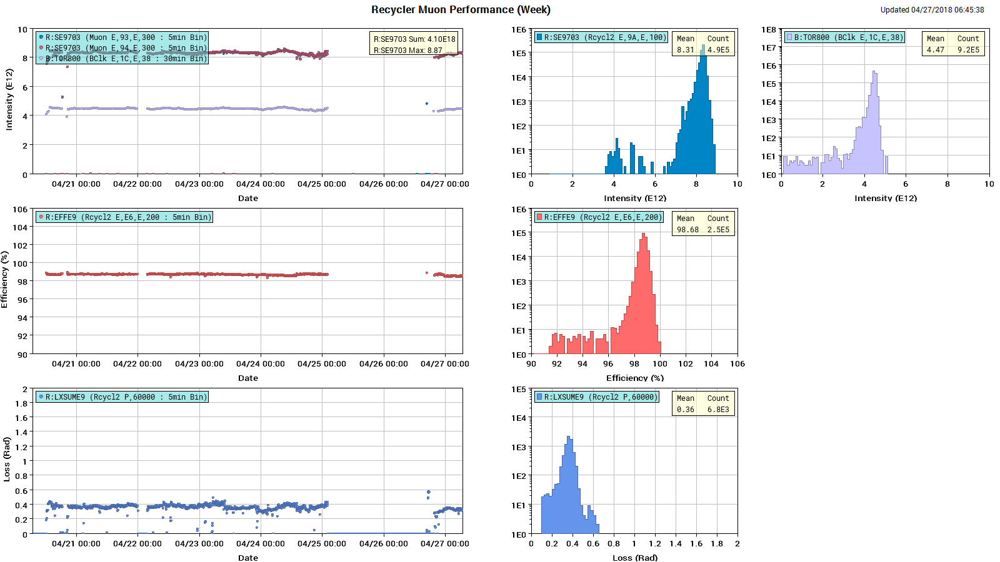 Recycler Muon Performance (Week)
Updated 04/27/2018 06:45:38
R:SE9703 (Muon E,93,E,300 : 5min Bin)
R:SE9703 (Muon E,94,E,300 : 5min Bin)
B:TOR800 (BClk E,1C,E,38 : 30min Bin)
R:SE9703 Sum: 4.10E18
R:SE9703 Max: 8.87
10
8
6
4
2
0
Intensity (E12)
04/21 00:00 04/22 00:00 04/23 00:00 04/24 00:00 04/25 00:00 04/26 00:00 04/27 00:00
Date
R:SE9703 (Rcycl2 E,9A,E,100)
Mean Count
8.31 4.9E5
1E6
1E5
1E4
1E3
1E2
1E1
1E0
0 2 4 6 8 10
Intensity (E12)
B:TOR800 (BClk E,1C,E,38)
Mean Count
4.47 9.2E5
1E8
1E7
1E6
1E5
1E4
1E3
1E2
1E1
1E0
0 2 4 6 8 10
Intensity (E12)
R:EFFE9 (Rcycl2 E,E6,E,200 : 5min Bin)
106
104
102
100
98
96
94
92
90
Efficiency (%)
04/21 00:00 04/22 00:00 04/23 00:00 04/24 00:00 04/25 00:00 04/26 00:00 04/27 00:00
Date
R:EFFE9 (Rcycl2 E,E6,E,200)
Mean Count
98.68 2.5E5
1E6
1E5
1E4
1E3
1E2
1E1
1E0
90 92 94 96 98 100 102 104 106
Efficiency (%)
R:LXSUME9 (Rcycl2 P,60000 : 5min Bin)
2
1.8
1.6
1.4
1.2
1
0.8
0.6
0.4
0.2
0
Loss (Rad)
04/21 00:00 04/22 00:00 04/23 00:00 04/24 00:00 04/25 00:00 04/26 00:00 04/27 00:00
Date
R:LXSUME9 (Rcycl2 P,60000)
Mean Count
0.36 6.8E3
1E5
1E4
1E3
1E2
1E1
1E0
0 0.2 0.4 0.6 0.8 1 1.2 1.4 1.6 1.8 2
Loss (Rad)